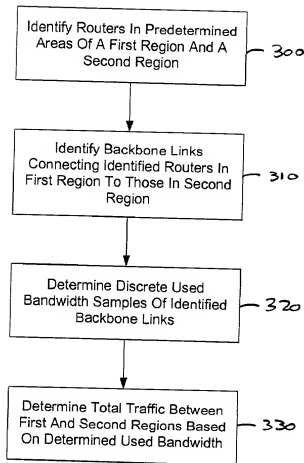 Identify Routers In Predetermined
Areas Of A First Region And A
Second Region
300
Identify Backbone Links
Connecting Identified Routers In
First Region To Those In Second
Region
310
Determine Discrete Used
Bandwidth Samples Of Identified
Backbone Links
320
Determine Total Traffic Between
First And Second Regions Based
On Determined Used Bandwidth
330